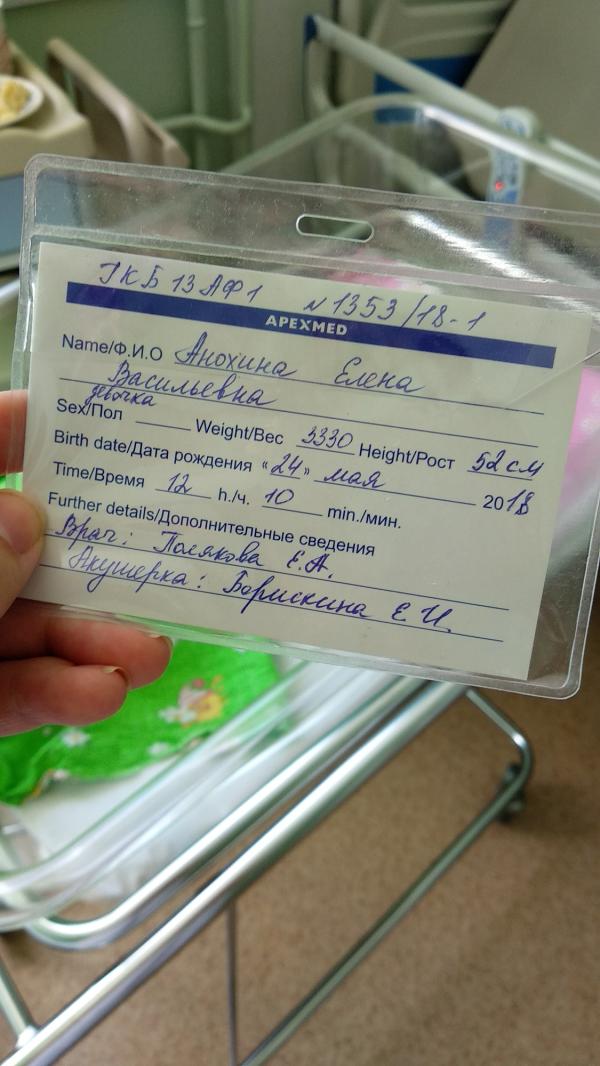 ГКБ 13 АФ1 N 1353/18-1
APEXMED
Name/Ф.И.О Анохина Елена
Васильевна
девочка
Sex/Пол Weight/Вес 3330 Height/Рост 52 см
Birth date/Дата рождения «24» мая 2018
Time/Время 12 h./ч. 10 min./мин.
Further details/Дополнительные сведения
Врач: Полякова Е.А.
Акушерка: Борискина Е И.